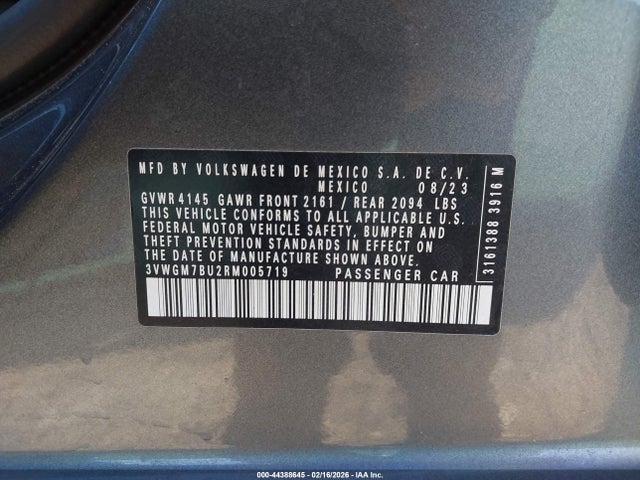 MFD BY VOLKSWAGEN DE MEXICO S.A. DE C.V.
MEXICO 08/23
GVWR 4145 GAWR FRONT 2161 / REAR 2094 LBS
THIS VEHICLE CONFORMS TO ALL APPLICABLE U.S.
FEDERAL MOTOR VEHICLE SAFETY, BUMPER AND
THEFT PREVENTION STANDARDS IN EFFECT ON
THE DATE OF MANUFACTURE SHOWN ABOVE.
3VWGM7BU2RM005719 PASSENGER CAR
3161388 3916 M
000-44388645 - 02/16/2026 - IAA Inc.